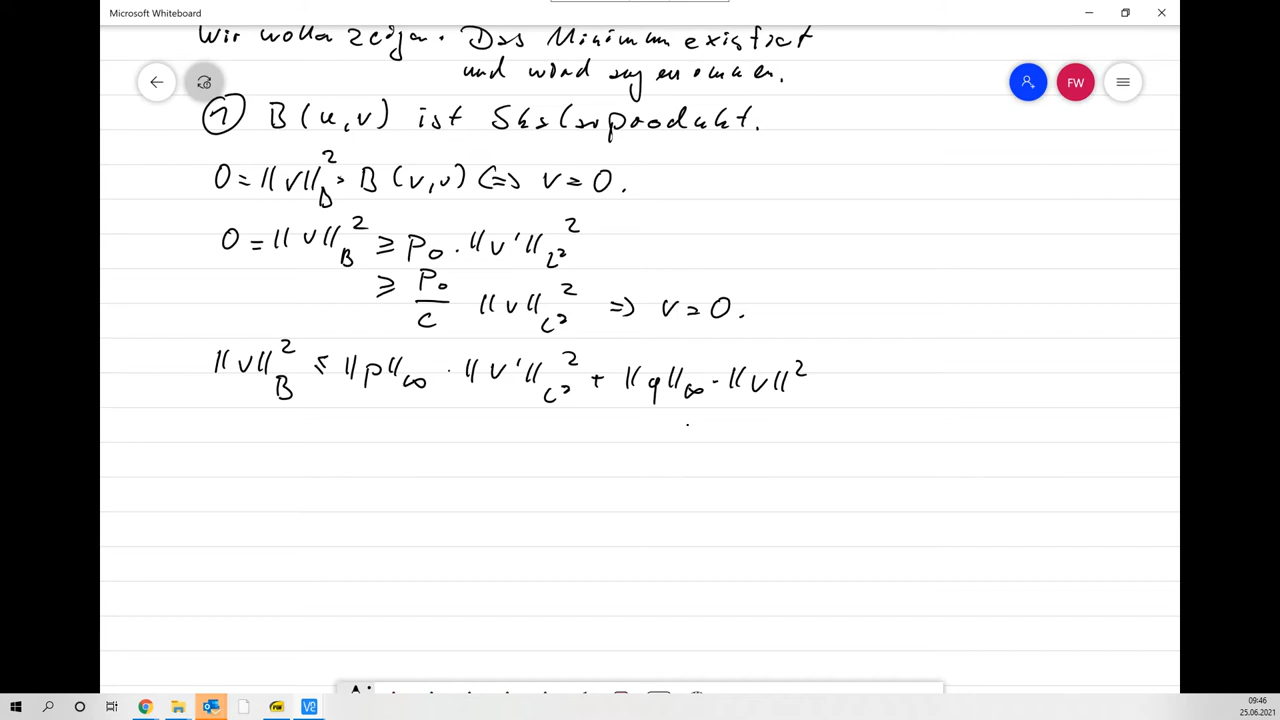 Microsoft Whiteboard
Wir wollen zeigen. Das Minimum existiert
und wird angenommen.
FW
① B(u,v) ist Skalarprodukt.
0 = ||v||_B^2 = B(v,v) <=> v = 0.
0 = ||v||_B^2 ≥ p_0 · ||v'||_{L^2}^2
≥ p_0/c ||v||_{L^2}^2 => v = 0.
||v||_B^2 ≤ ||p||_∞ · ||v'||_{L^2}^2 + ||q||_∞ · ||v||^2
09:46
25.06.2021